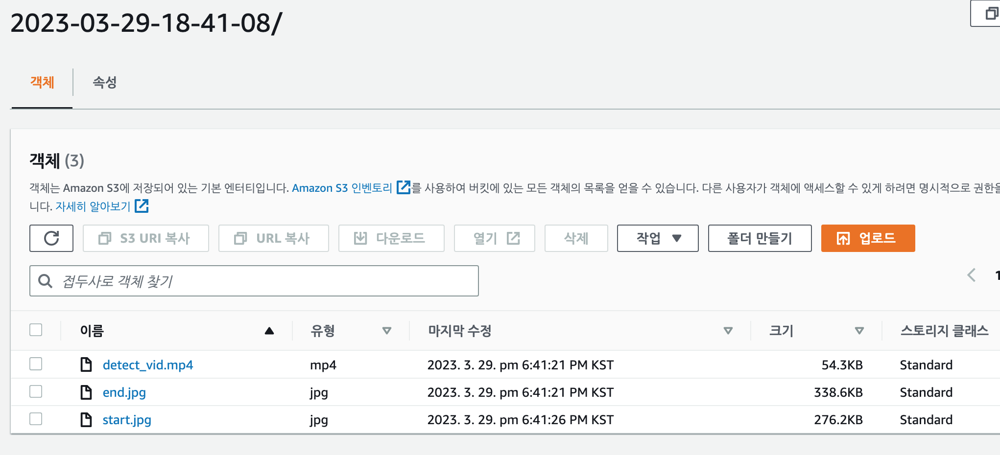 2023-03-29-18-41-08/
객체 속성
객체 (3)
객체는 Amazon S3에 저장되어 있는 기본 엔터티입니다. Amazon S3 인벤토리 를 사용하여 버킷에 있는 모든 객체의 목록을 얻을 수 있습니다. 다른 사용자가 객체에 액세스할 수 있게 하려면 명시적으로 권한을
니다. 자세히 알아보기
S3 URI 복사 URL 복사 다운로드 열기 삭제 작업 폴더 만들기 업로드
접두사로 객체 찾기 1
이름 유형 마지막 수정 크기 스토리지 클래스
detect_vid.mp4 mp4 2023. 3. 29. pm 6:41:21 PM KST 54.3KB Standard
end.jpg jpg 2023. 3. 29. pm 6:41:21 PM KST 338.6KB Standard
start.jpg jpg 2023. 3. 29. pm 6:41:26 PM KST 276.2KB Standard